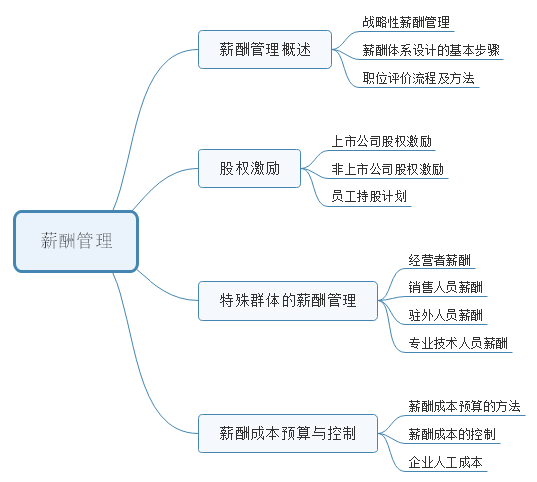 薪酬管理
薪酬管理概述
战略性薪酬管理
薪酬体系设计的基本步骤
职位评价流程及方法
股权激励
上市公司股权激励
非上市公司股权激励
员工持股计划
特殊群体的薪酬管理
经营者薪酬
销售人员薪酬
驻外人员薪酬
专业技术人员薪酬
薪酬成本预算与控制
薪酬成本预算的方法
薪酬成本的控制
企业人工成本